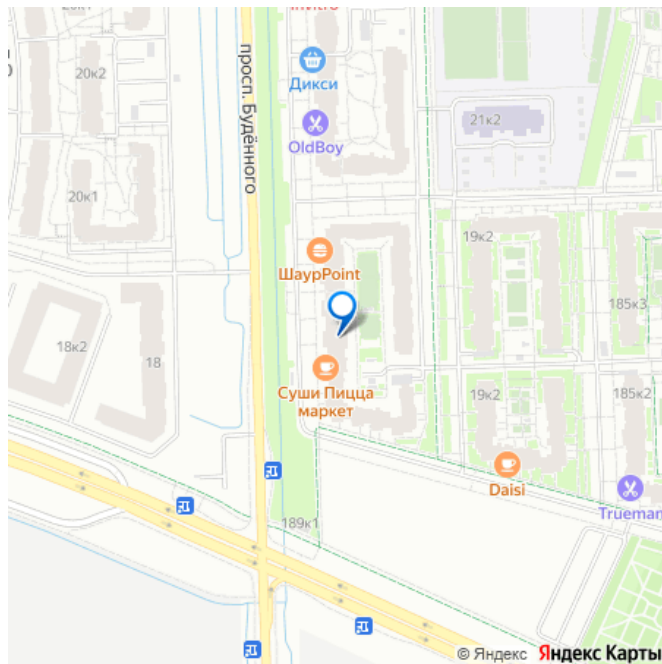 invitro
20к2
Дикси
OldBoy
21к2
просп. Будённого
20к1
19к2
ШаурPoint
185к3
18к2
18
Суши Пицца
маркет
19к2
185к2
Daisi
Trueman
189к1
© Яндекс Яндекс Карты